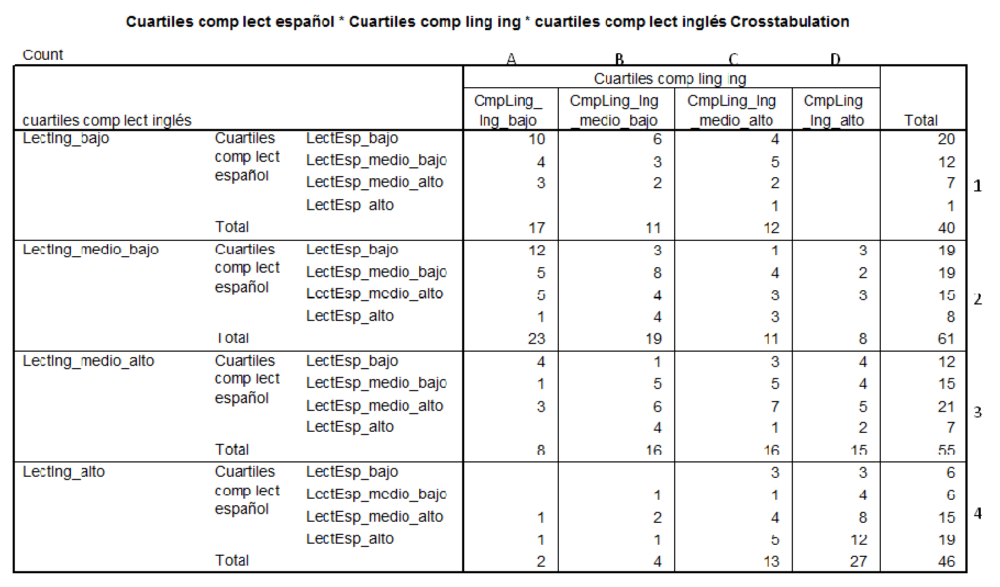 Cuartiles comp lect español * Cuartiles comp ling ing * cuartiles comp lect inglés Crosstabulation
Count
A B C D
Cuartiles comp ling ing
cuartiles comp lect inglés CmpLing_Ing_bajo CmpLing_Ing_medio_bajo CmpLing_Ing_medio_alto CmpLing_Ing_alto Total
LectIng_bajo Cuartiles comp lect español LectEsp_bajo 10 6 4 20
LectEsp_medio_bajo 4 3 5 12
LectEsp_medio_alto 3 2 2 7
1
LectEsp_alto 1 1
Total 17 11 12 40
LectIng_medio_bajo Cuartiles comp lect español LectEsp_bajo 12 3 1 3 19
LectEsp_medio_bajo 5 8 4 2 19
LectEsp_medio_alto 5 4 3 3 15
2
LectEsp_alto 1 4 3 8
Total 23 19 11 8 61
LectIng_medio_alto Cuartiles comp lect español LectEsp_bajo 4 1 3 4 12
LectEsp_medio_bajo 1 5 5 4 15
LectEsp_medio_alto 3 6 7 5 21
3
LectEsp_alto 4 1 2 7
Total 8 16 16 15 55
LectIng_alto Cuartiles comp lect español LectEsp_bajo 3 3 6
LectEsp_medio_bajo 1 1 4 6
LectEsp_medio_alto 1 2 4 8 15
4
LectEsp_alto 1 1 5 12 19
Total 2 4 13 27 46